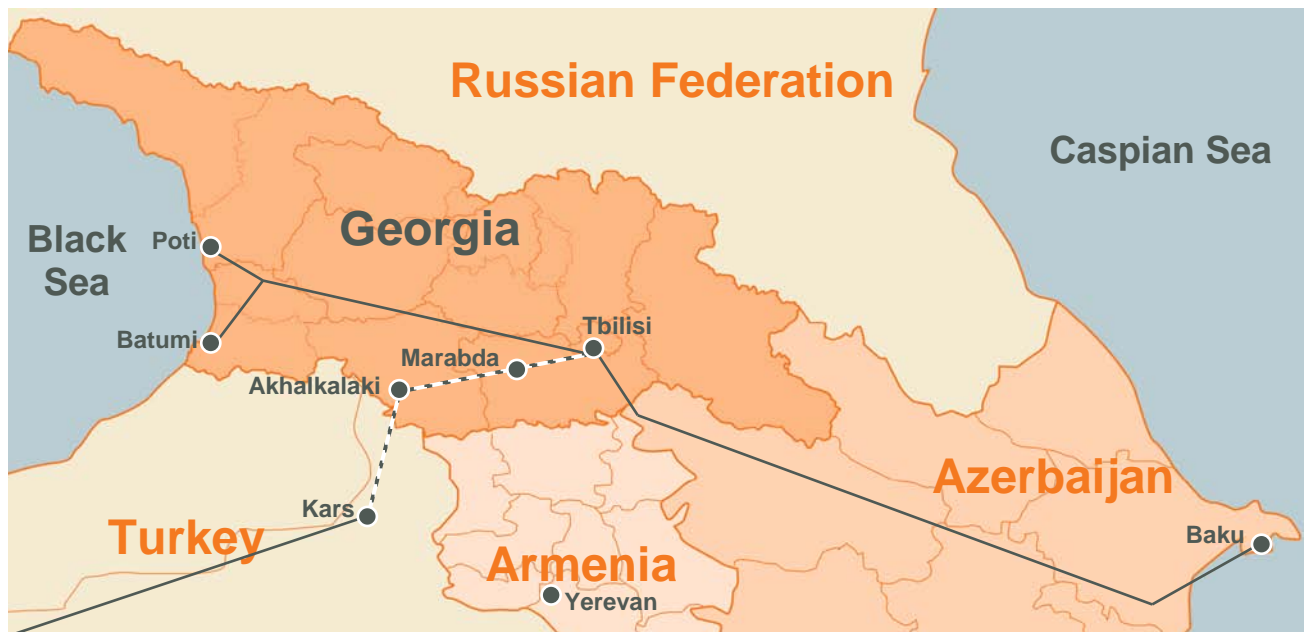 Russian Federation
Caspian Sea
Georgia
Black
Sea
Poti
Batumi
Tbilisi
Marabda
Akhalkalaki
Azerbaijan
Kars
Turkey
Baku
Armenia
Yerevan